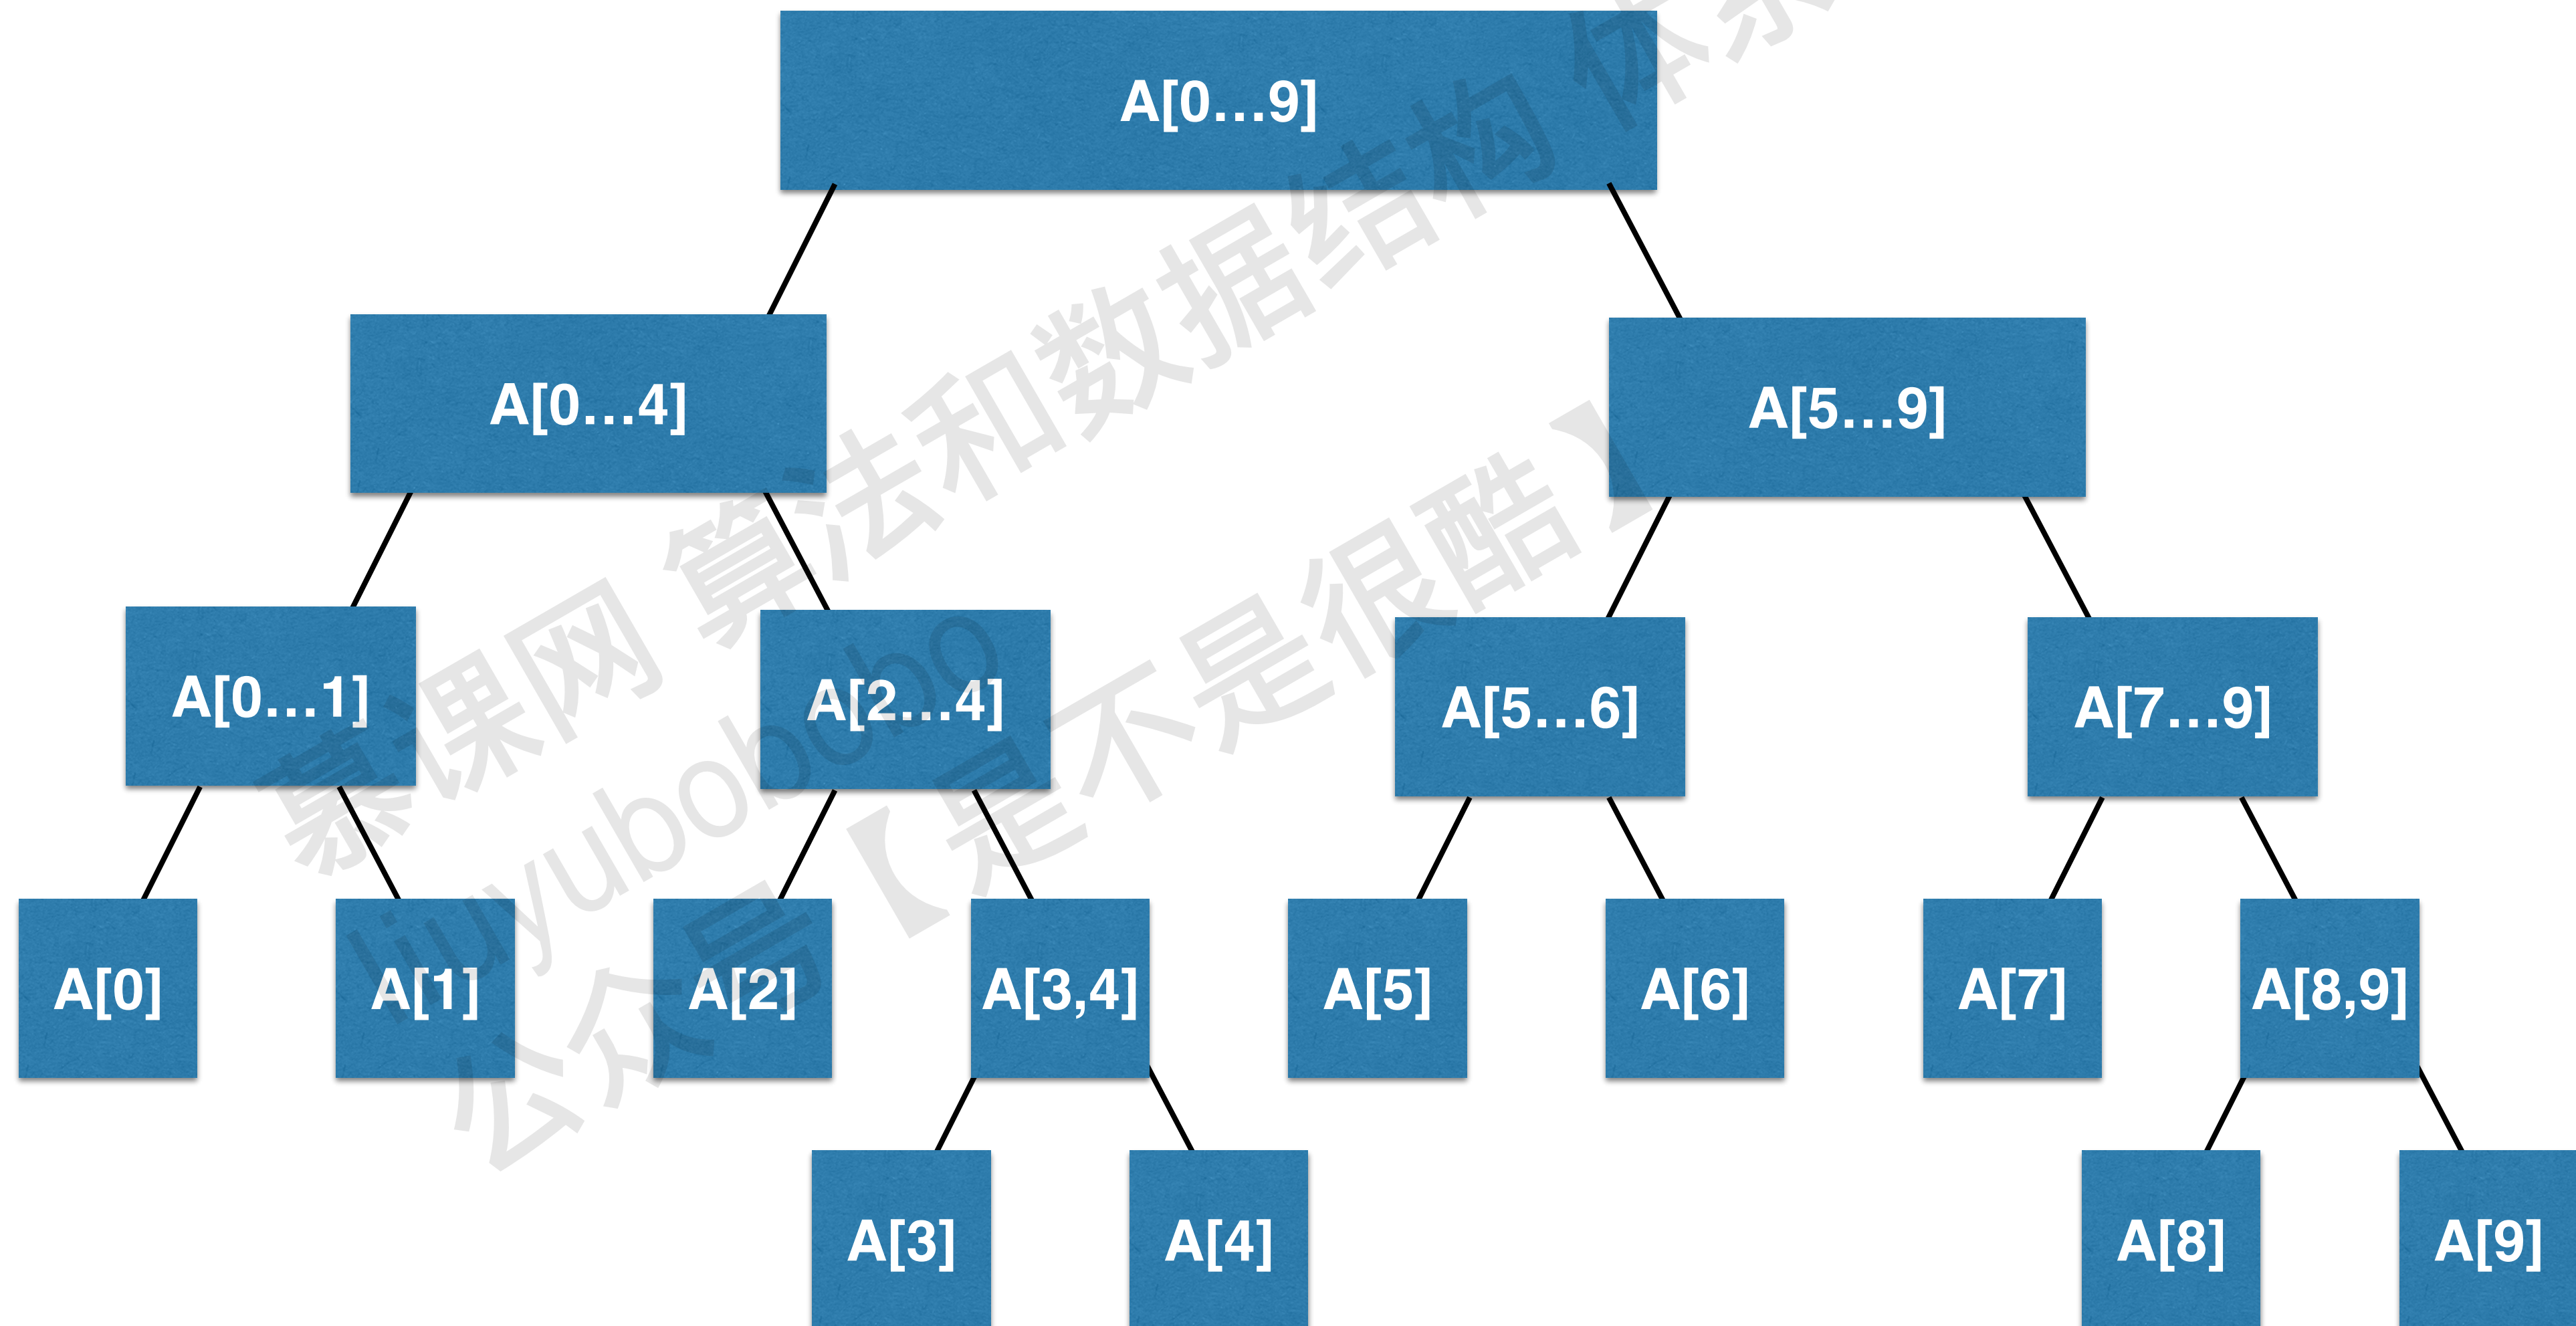 A[0…9]
A[0…4]
A[5…9]
A[0…1]
A[2…4]
A[5…6]
A[7…9]
A[0]
A[1]
A[2]
A[3,4]
A[5]
A[6]
A[7]
A[8,9]
A[3]
A[4]
A[8]
A[9]
慕课网 算法和数据结构 体系
liuyubobobo
公众号【是不是很酷】